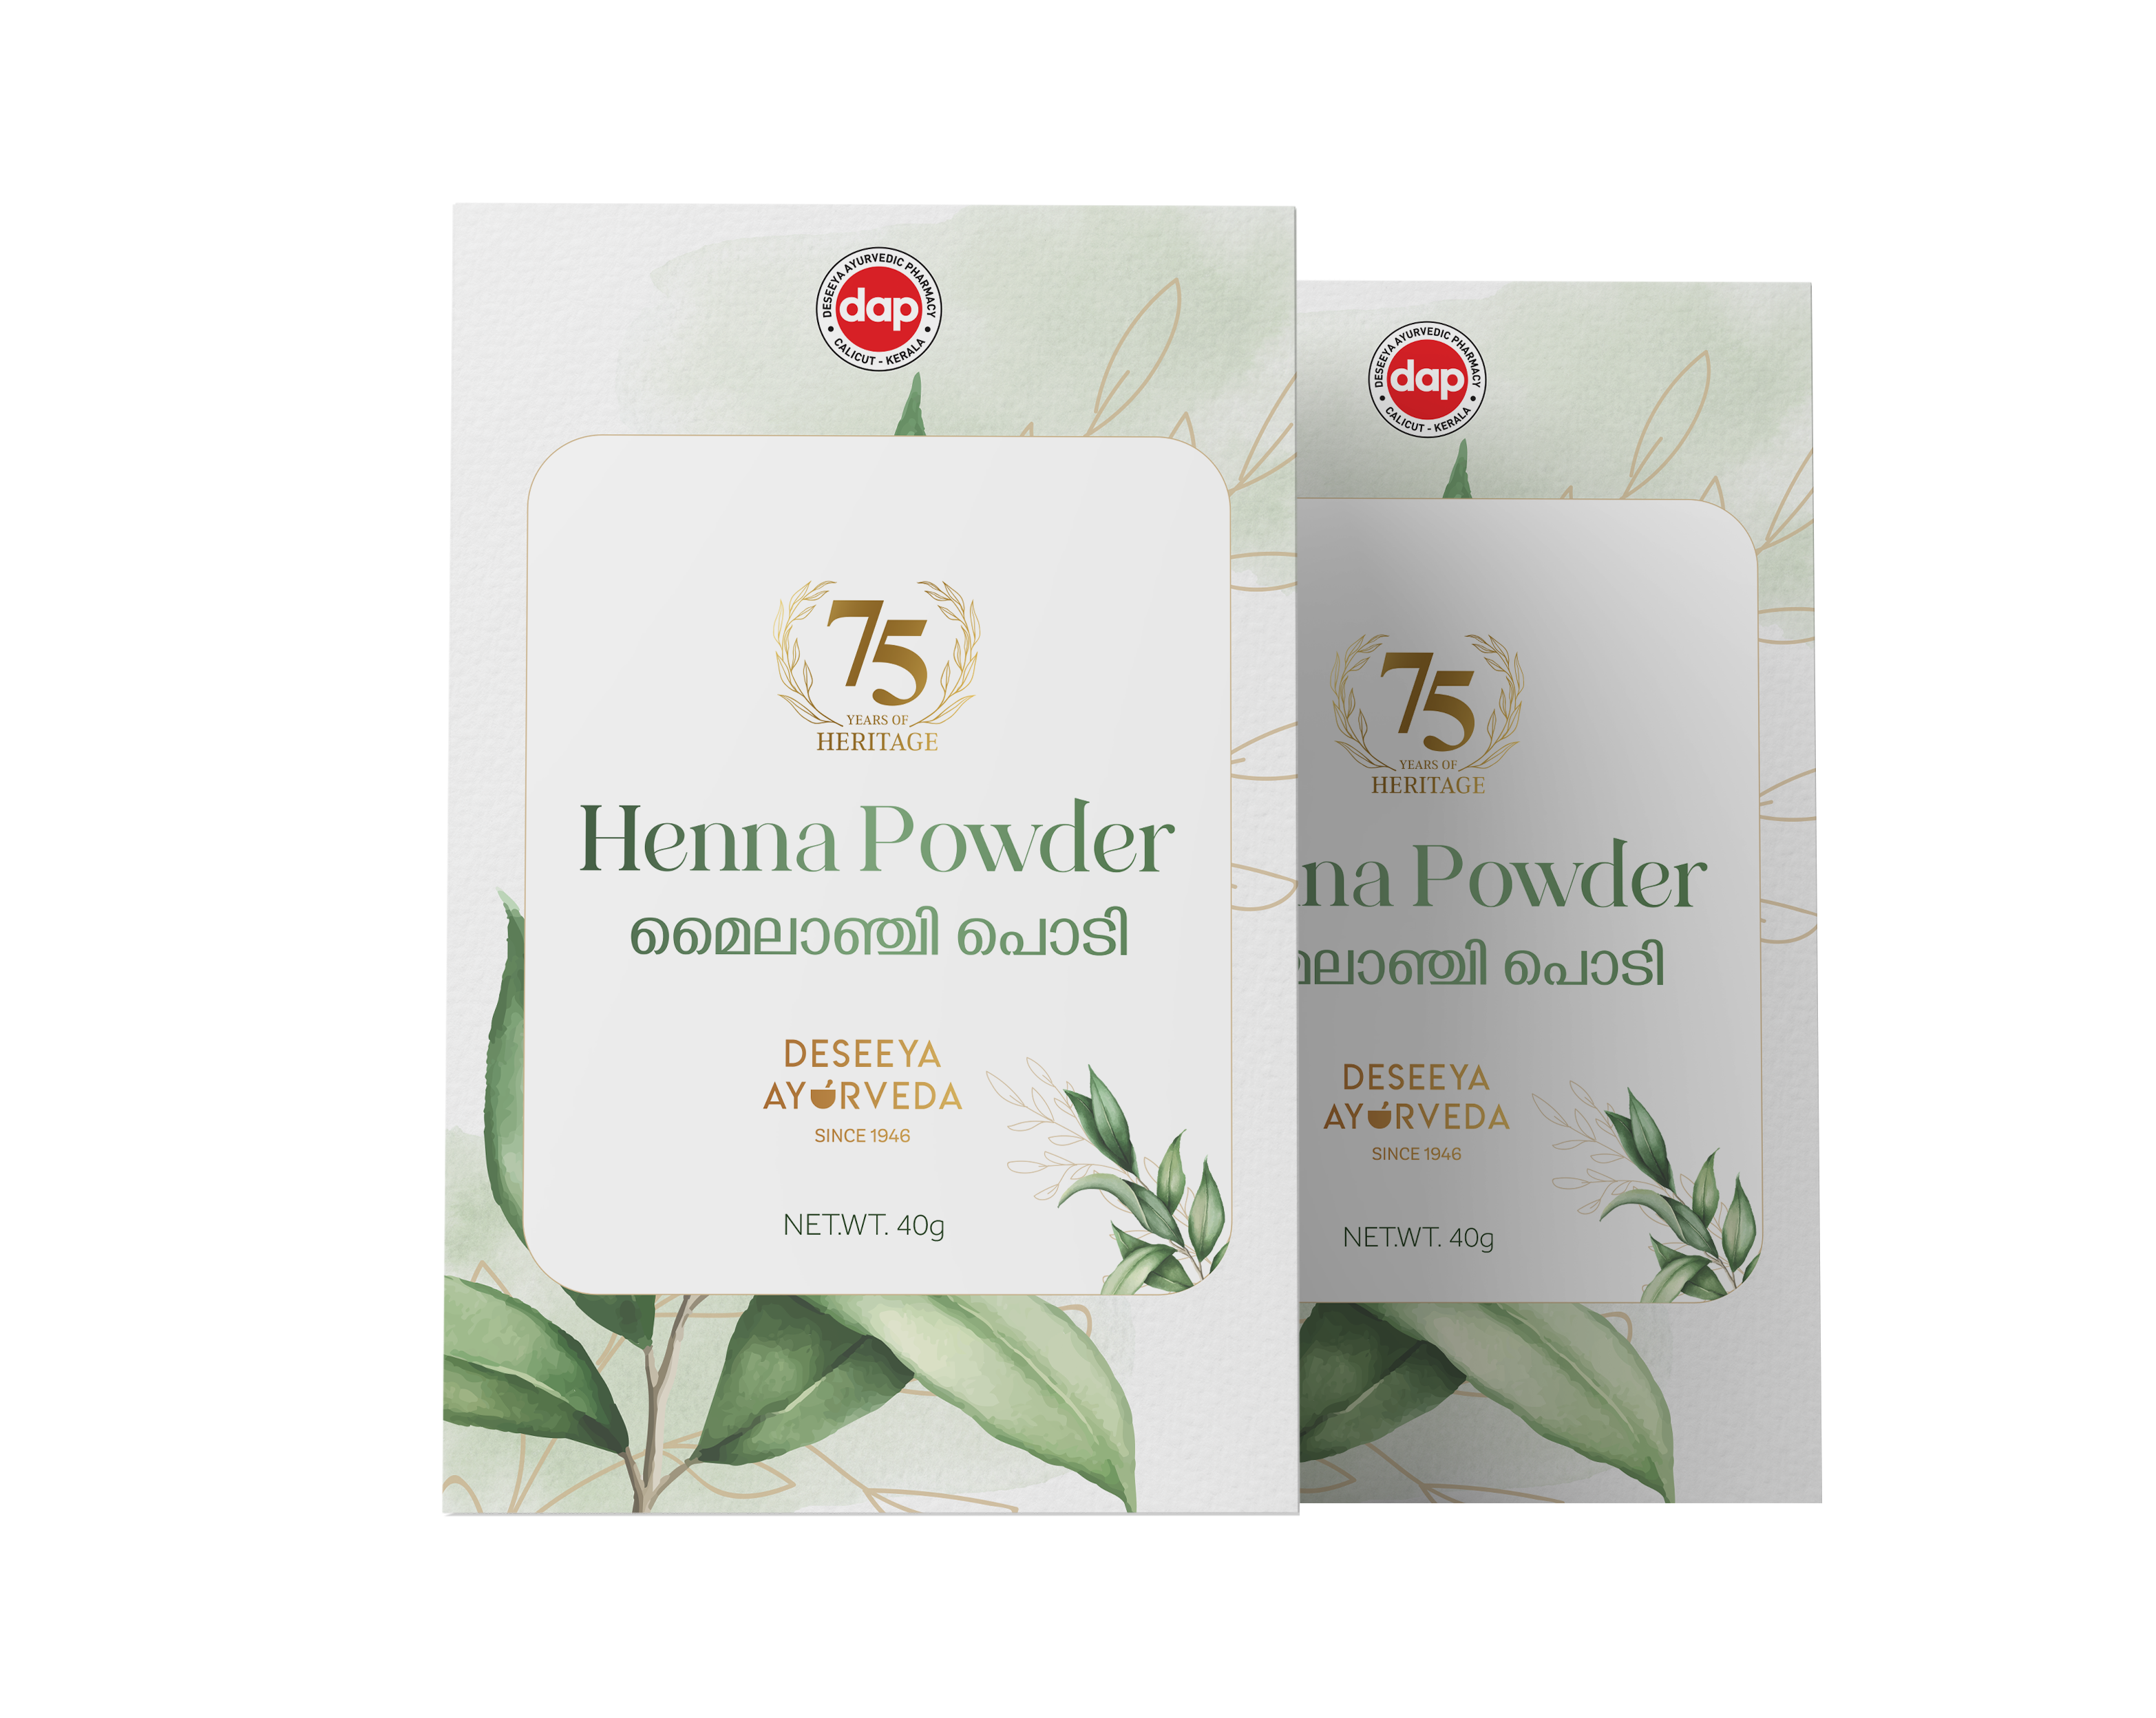 DESEEYA AYURVEDIC PHARMACY
dap
CALICUT - KERALA
75
YEARS OF
HERITAGE
Henna Powder
മൈലാഞ്ചി പൊടി
DESEEYA
AYURVEDA
SINCE 1946
NET.WT. 40g
DESEEYA AYURVEDIC PHARMACY
dap
CALICUT - KERALA
75
YEARS OF
HERITAGE
na Powder
ലാഞ്ചി പൊടി
DESEEYA
AYURVEDA
SINCE 1946
NET.WT. 40g